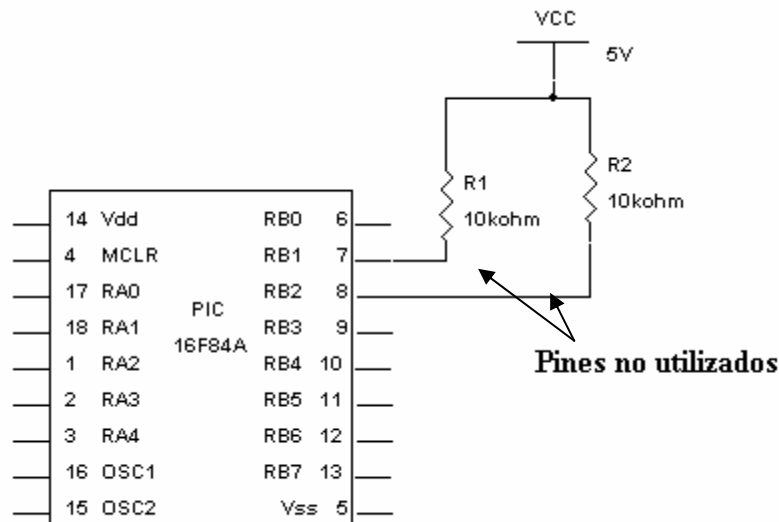 VCC
5V
R1
10kohm
R2
10kohm
14 Vdd RB0 6
4 MCLR RB1 7
17 RA0 RB2 8
PIC
18 RA1 RB3 9
16F84A
1 RA2 RB4 10
2 RA3 RB5 11
3 RA4 RB6 12
16 OSC1 RB7 13
15 OSC2 Vss 5
Pines no utilizados